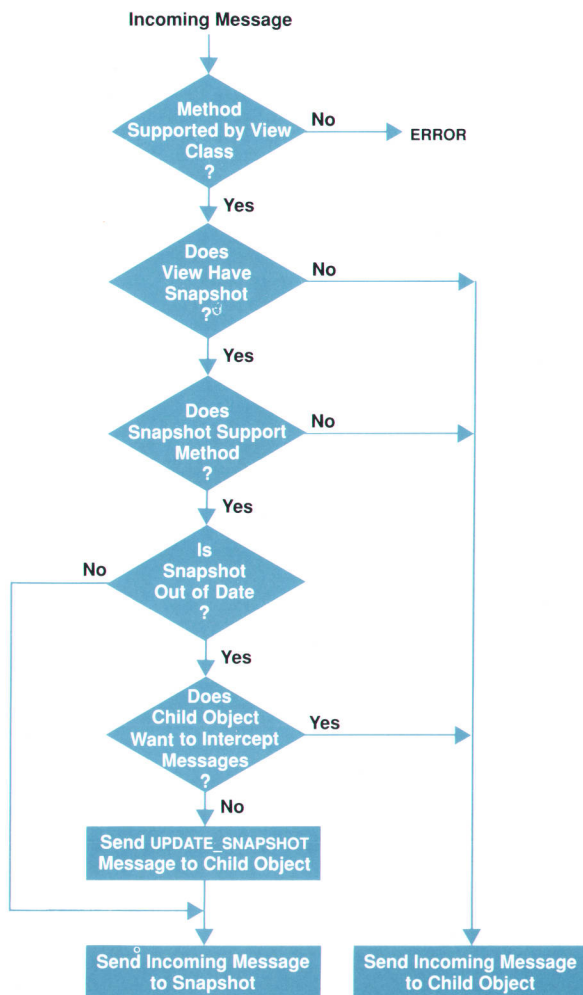 Incoming Message
Method
Supported by View
Class
?
No
ERROR
Yes
Does
View Have
Snapshot
?
No
Yes
Does
Snapshot Support
Method
?
No
Yes
Is
Snapshot
Out of Date
?
No
Yes
Does
Child Object
Want to Intercept
Messages
?
Yes
No
Send UPDATE_SNAPSHOT
Message to Child Object
Send Incoming Message
to Snapshot
Send Incoming Message
to Child Object